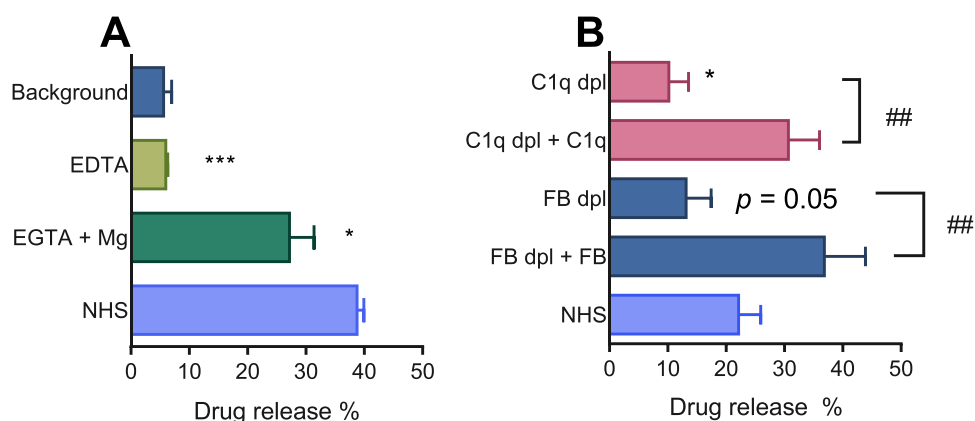 A
Background
EDTA
***
EGTA + Mg
*
NHS
0 10 20 30 40 50
Drug release %
B
C1q dpl
*
##
C1q dpl + C1q
FB dpl
p = 0.05
##
FB dpl + FB
NHS
0 10 20 30 40 50
Drug release %